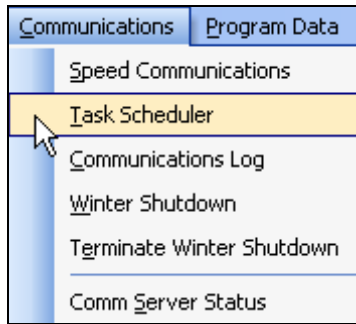 Communications Program Data
Speed Communications
Task Scheduler
Communications Log
Winter Shutdown
Terminate Winter Shutdown
Comm Server Status